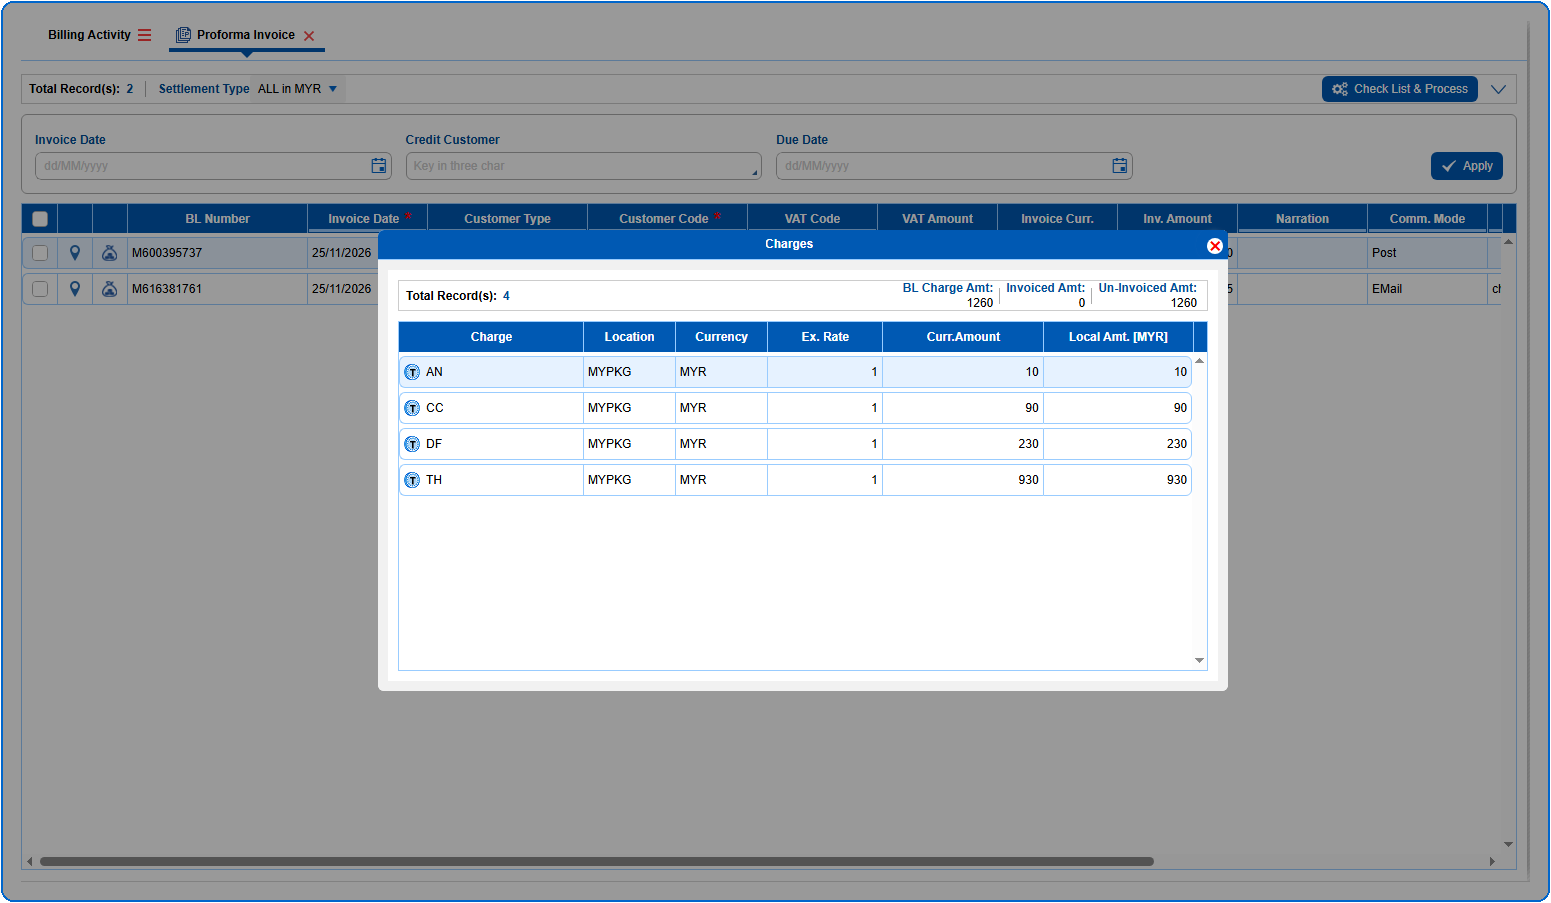 Billing Activity Proforma Invoice
Total Record(s): 2 Settlement Type ALL in MYR Check List & Process
Invoice Date Credit Customer Due Date
dd/MM/yyyy Key in three char dd/MM/yyyy Apply
BL Number Invoice Date * Customer Type Customer Code * VAT Code VAT Amount Invoice Curr. Inv. Amount Narration Comm. Mode
M600395737 25/11/2026 0 Post
M616381761 25/11/2026 5 EMail
Charges
Total Record(s): 4
BL Charge Amt: Invoiced Amt: Un-Invoiced Amt:
1260 0 1260
Charge Location Currency Ex. Rate Curr.Amount Local Amt. [MYR]
T AN MYPKG MYR 1 10 10
T CC MYPKG MYR 1 90 90
T DF MYPKG MYR 1 230 230
T TH MYPKG MYR 1 930 930